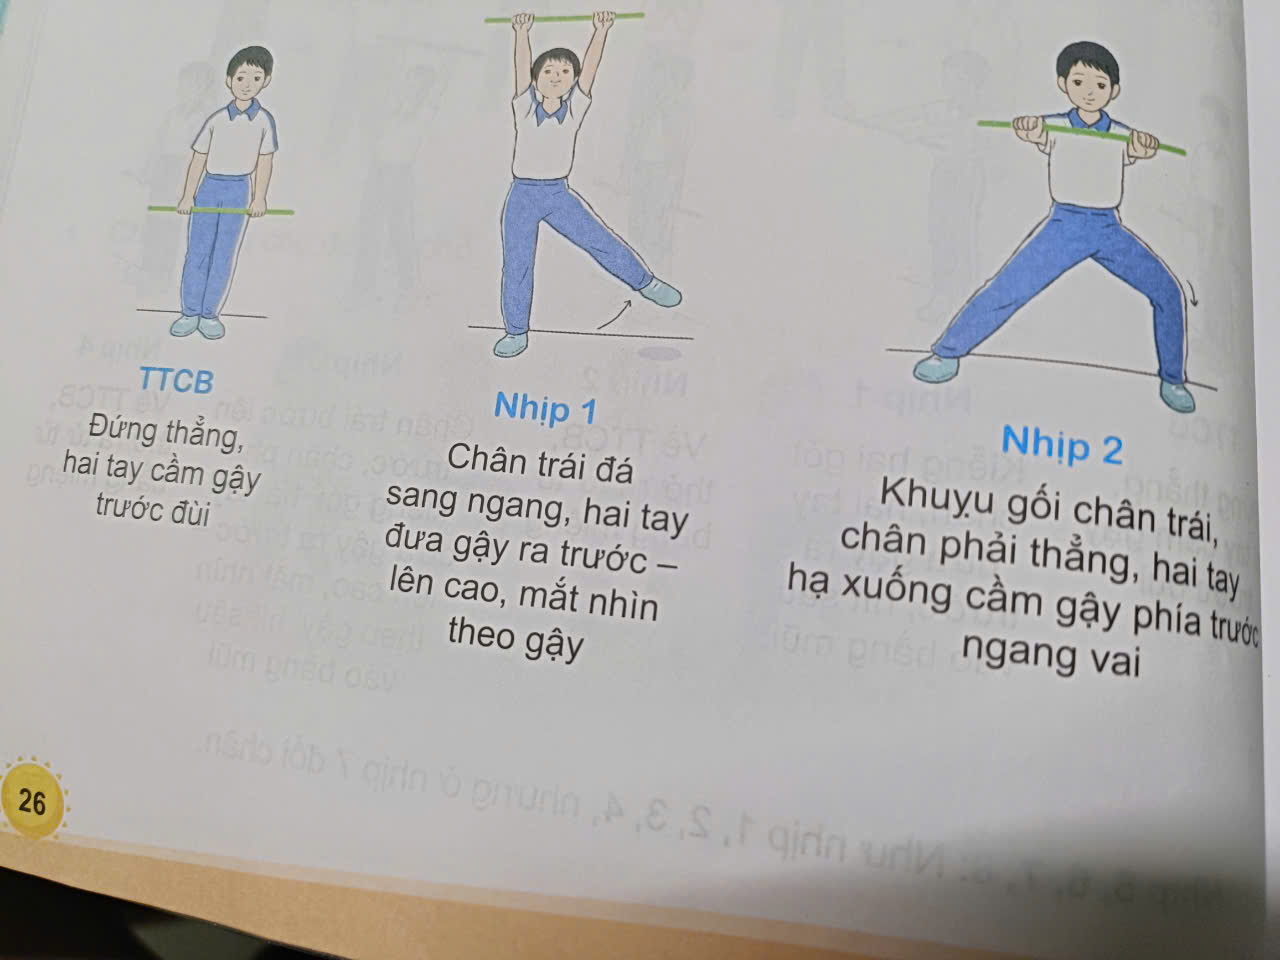 TTCB
Đứng thẳng,
hai tay cầm gậy
trước đùi
Nhịp 1
Chân trái đá
sang ngang, hai tay
đưa gậy ra trước –
lên cao, mắt nhìn
theo gậy
Nhịp 2
Khuỵu gối chân trái,
chân phải thẳng, hai tay
hạ xuống cầm gậy phía trước
ngang vai
26